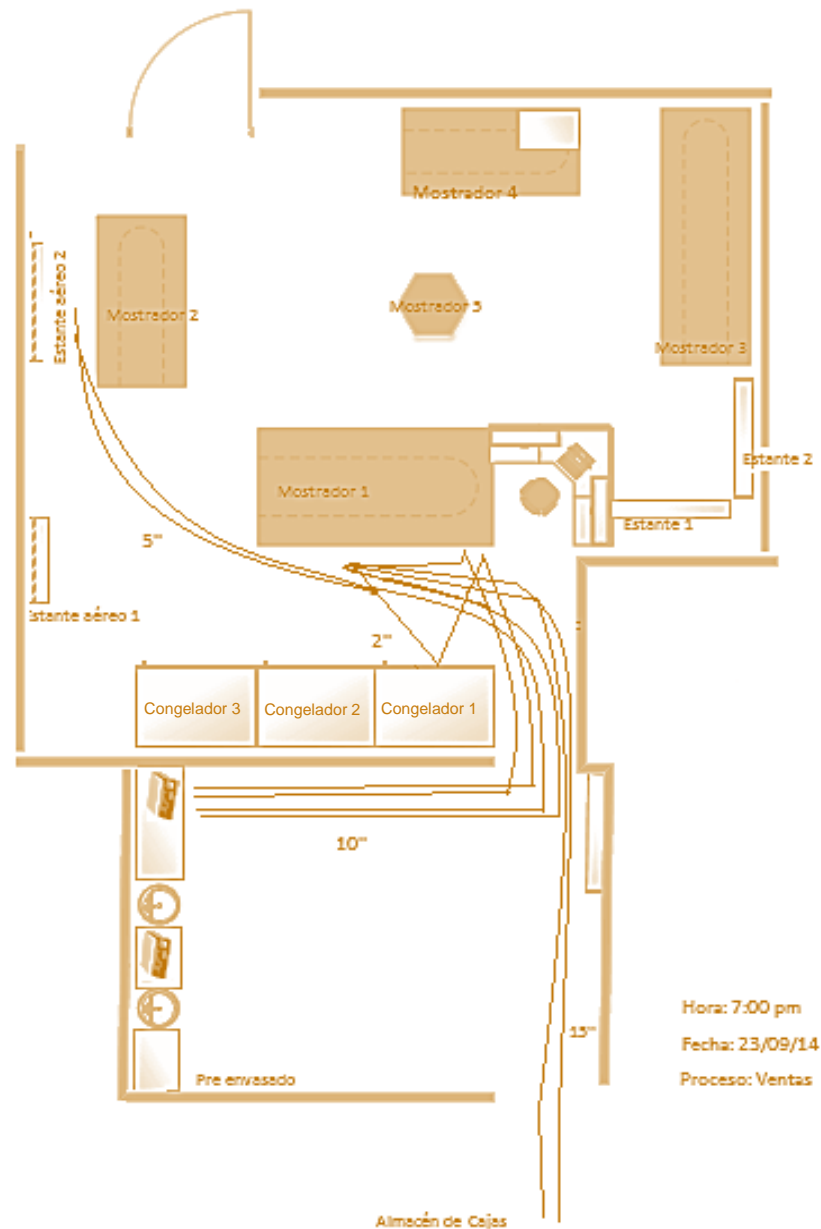 Mostrador 4
Estante aéreo 2
Mostrador 2
Mostrador 5
Mostrador 3
Estante 2
Mostrador 1
Estante 1
5"
stante aéreo 1
2"
Congelador 3
Congelador 2
Congelador 1
10"
Hora: 7:00 pm
15"
Fecha: 23/09/14
Pre envasado
Proceso: Ventas
Almacén de Cajas